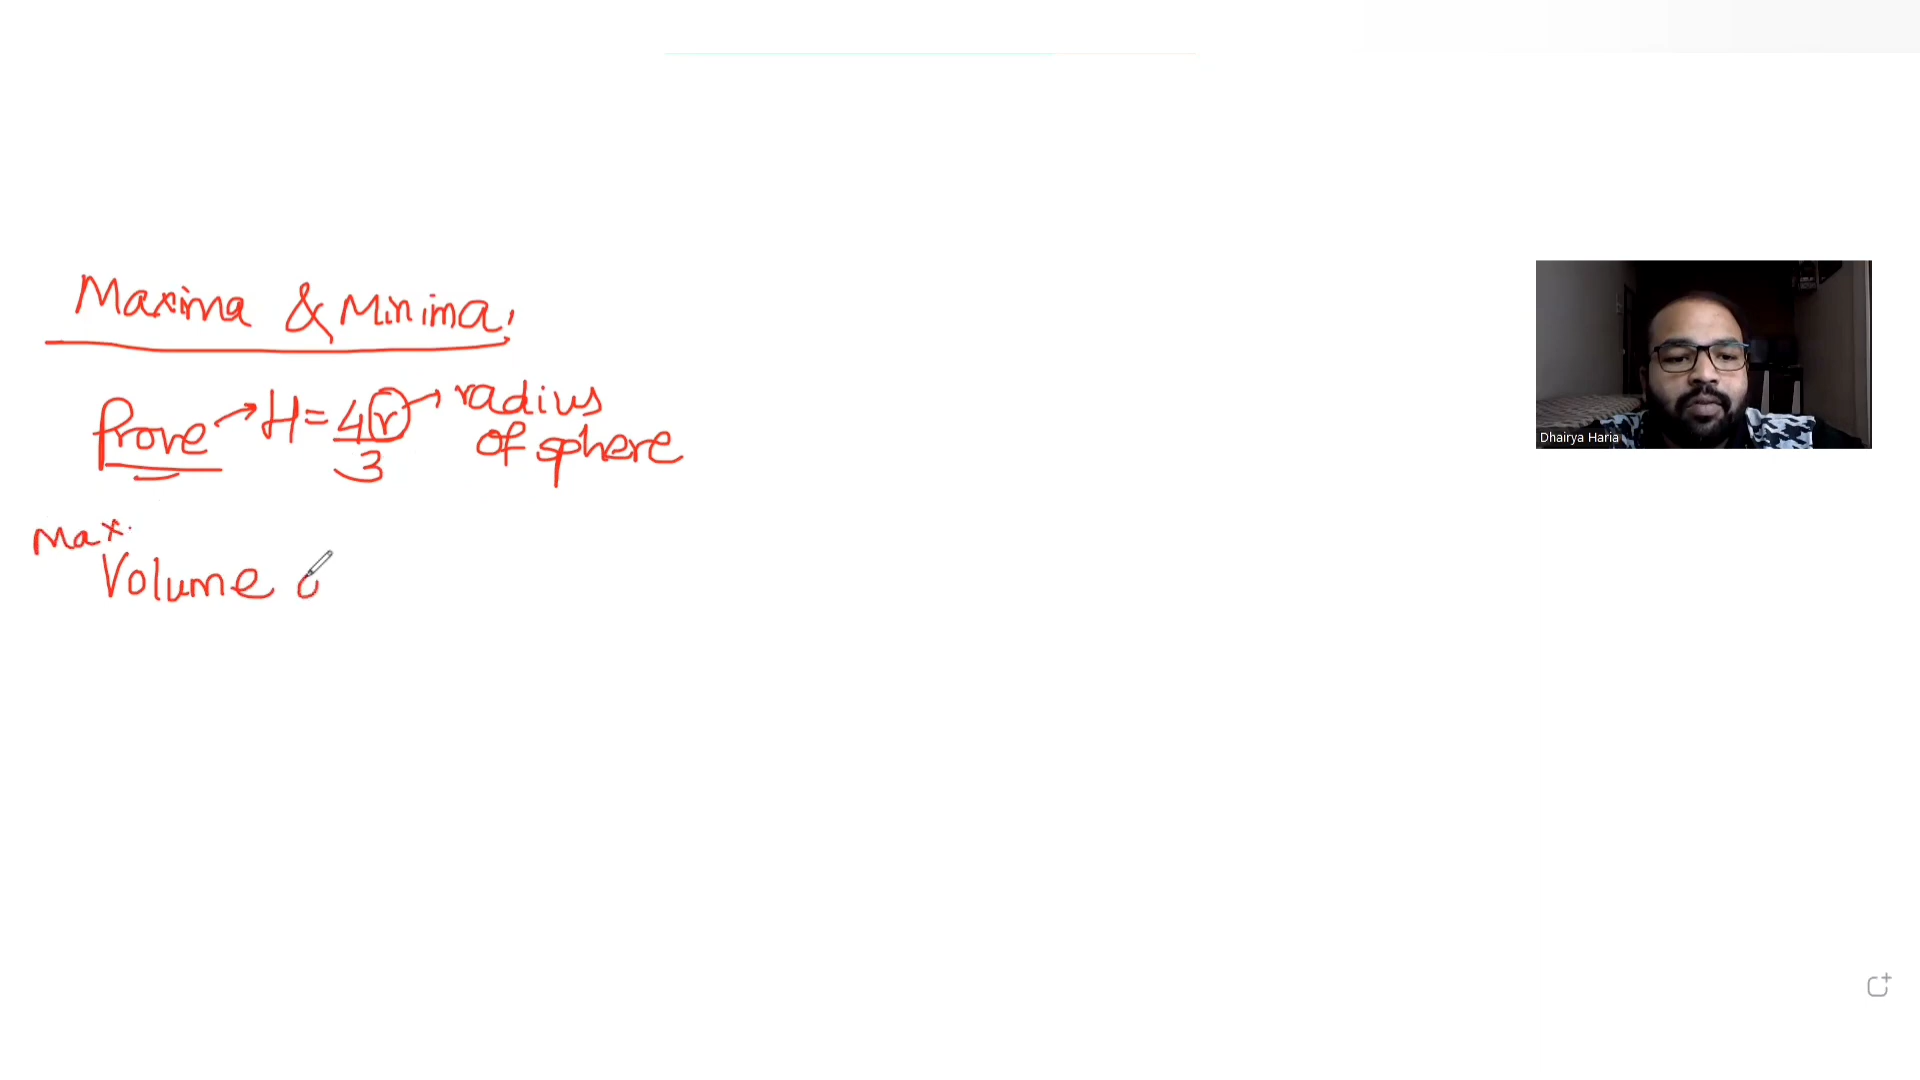 Maxima & Minima,
Prove → H = 4r/3 → radius
of sphere
Max.
Volume o
Dhairya Haria